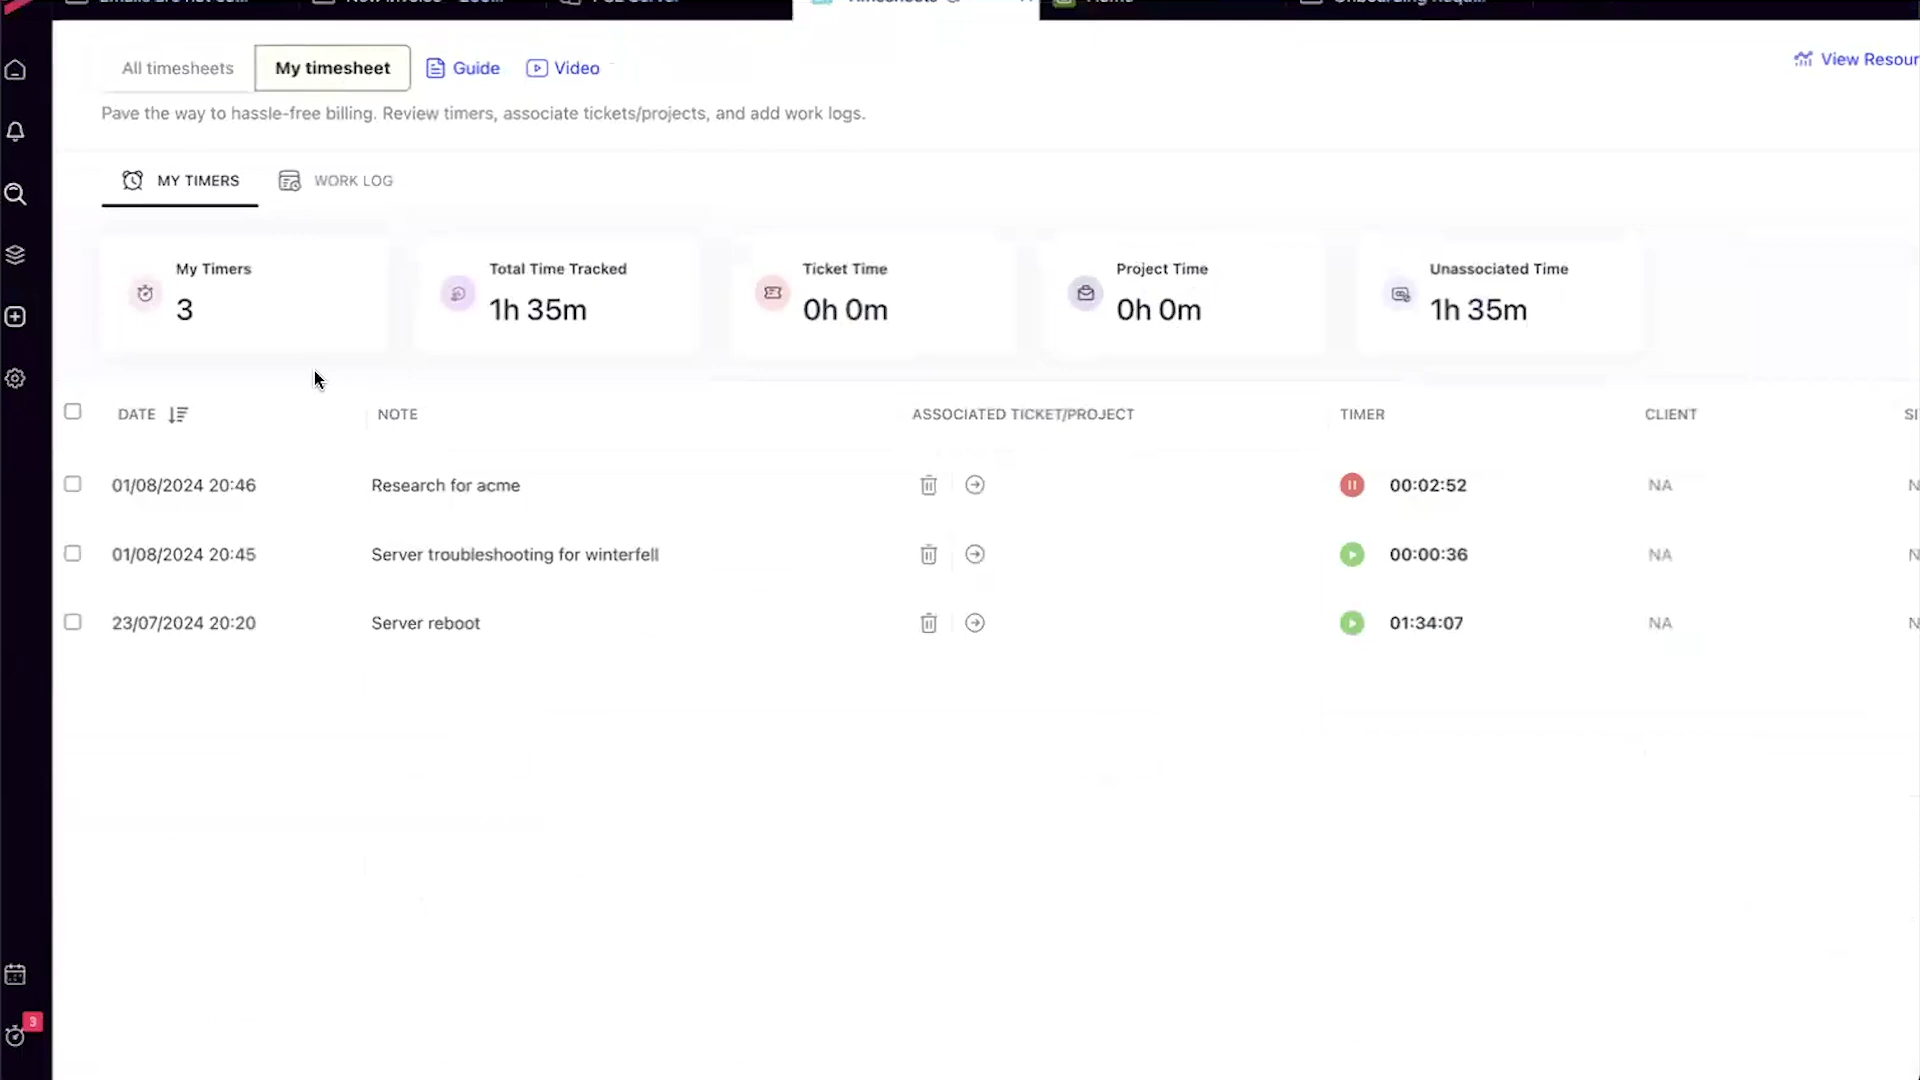 All timesheets My timesheet Guide Video View Resour
Pave the way to hassle-free billing. Review timers, associate tickets/projects, and add work logs.
MY TIMERS WORK LOG
My Timers Total Time Tracked Ticket Time Project Time Unassociated Time
3 1h 35m 0h 0m 0h 0m 1h 35m
DATE NOTE ASSOCIATED TICKET/PROJECT TIMER CLIENT SI
01/08/2024 20:46 Research for acme 00:02:52 NA N
01/08/2024 20:45 Server troubleshooting for winterfell 00:00:36 NA N
23/07/2024 20:20 Server reboot 01:34:07 NA N
3